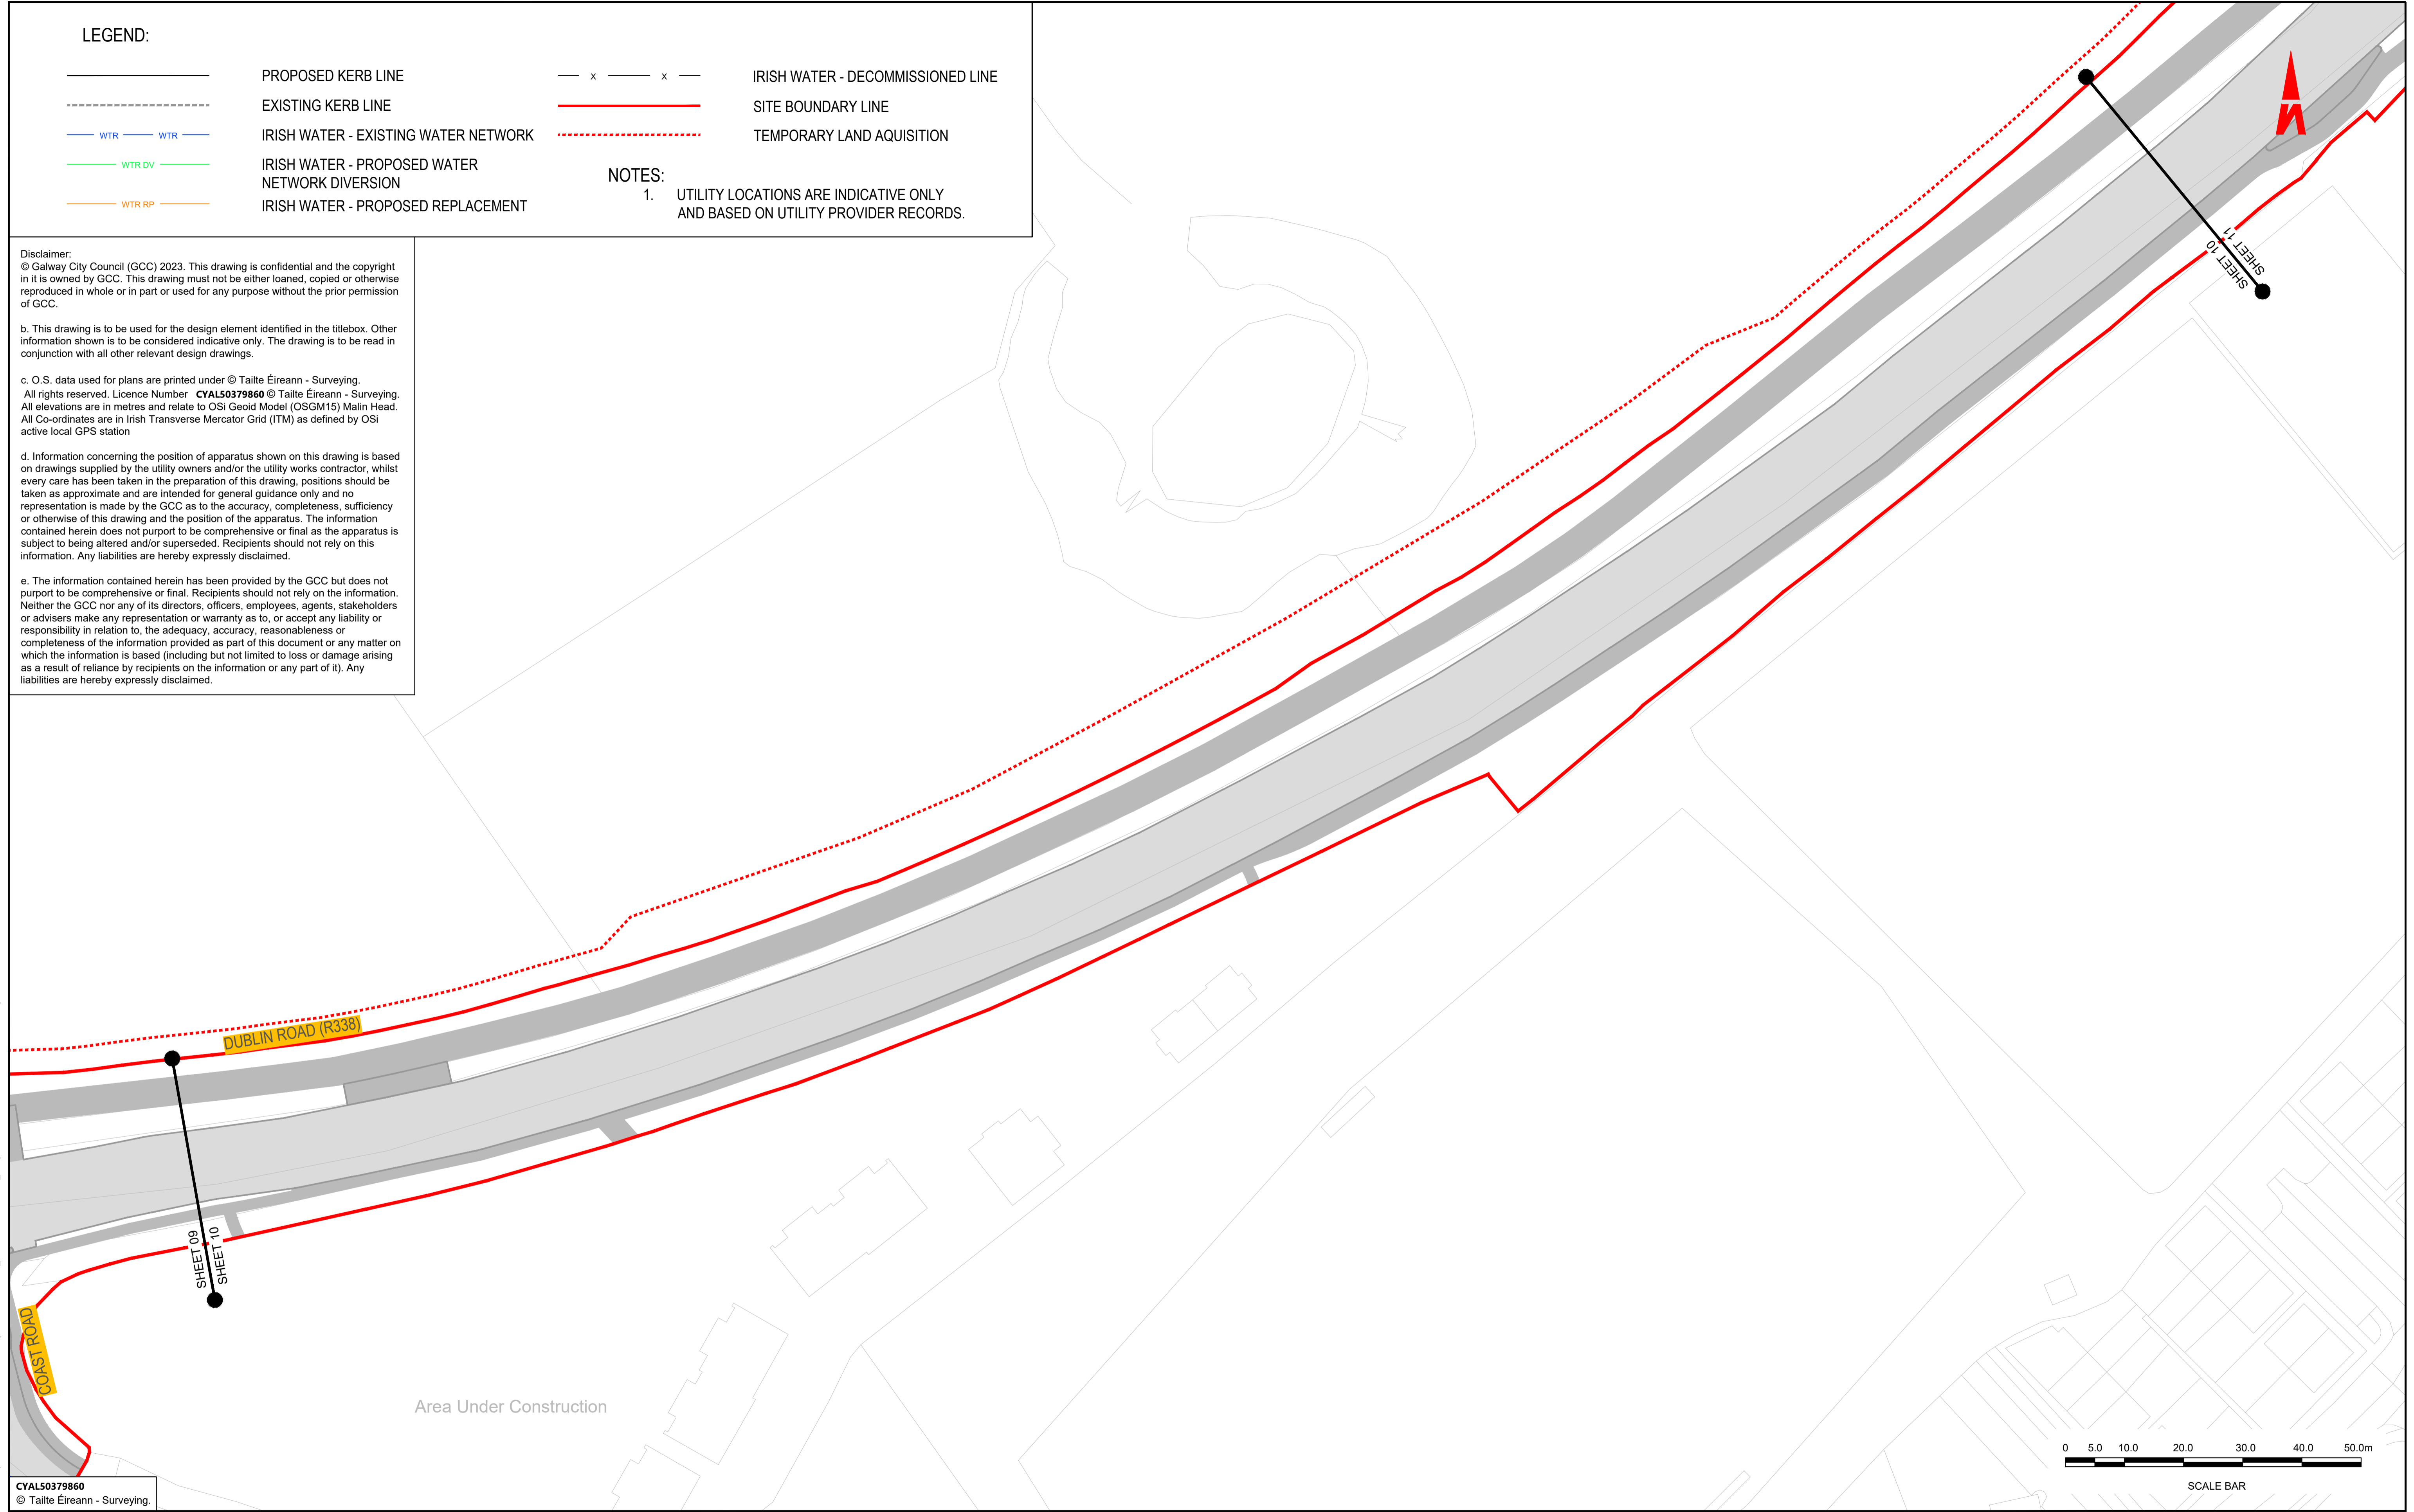 LEGEND:
PROPOSED KERB LINE
EXISTING KERB LINE
WTR WTR
IRISH WATER - EXISTING WATER NETWORK
WTR DV
IRISH WATER - PROPOSED WATER
NETWORK DIVERSION
WTR RP
IRISH WATER - PROPOSED REPLACEMENT
X X
IRISH WATER - DECOMMISSIONED LINE
SITE BOUNDARY LINE
TEMPORARY LAND AQUISITION
NOTES:
1. UTILITY LOCATIONS ARE INDICATIVE ONLY
AND BASED ON UTILITY PROVIDER RECORDS.
Disclaimer:
© Galway City Council (GCC) 2023. This drawing is confidential and the copyright
in it is owned by GCC. This drawing must not be either loaned, copied or otherwise
reproduced in whole or in part or used for any purpose without the prior permission
of GCC.
b. This drawing is to be used for the design element identified in the titlebox. Other
information shown is to be considered indicative only. The drawing is to be read in
conjunction with all other relevant design drawings.
c. O.S. data used for plans are printed under © Tailte Éireann - Surveying.
All rights reserved. Licence Number CYAL50379860 © Tailte Éireann - Surveying.
All elevations are in metres and relate to OSi Geoid Model (OSGM15) Malin Head.
All Co-ordinates are in Irish Transverse Mercator Grid (ITM) as defined by OSi
active local GPS station
d. Information concerning the position of apparatus shown on this drawing is based
on drawings supplied by the utility owners and/or the utility works contractor, whilst
every care has been taken in the preparation of this drawing, positions should be
taken as approximate and are intended for general guidance only and no
representation is made by the GCC as to the accuracy, completeness, sufficiency
or otherwise of this drawing and the position of the apparatus. The information
contained herein does not purport to be comprehensive or final as the apparatus is
subject to being altered and/or superseded. Recipients should not rely on this
information. Any liabilities are hereby expressly disclaimed.
e. The information contained herein has been provided by the GCC but does not
purport to be comprehensive or final. Recipients should not rely on the information.
Neither the GCC nor any of its directors, officers, employees, agents, stakeholders
or advisers make any representation or warranty as to, or accept any liability or
responsibility in relation to, the adequacy, accuracy, reasonableness or
completeness of the information provided as part of this document or any matter on
which the information is based (including but not limited to loss or damage arising
as a result of reliance by recipients on the information or any part of it). Any
liabilities are hereby expressly disclaimed.
N
SHEET 11
SHEET 10
DUBLIN ROAD (R338)
SHEET 09
SHEET 10
COAST ROAD
Area Under Construction
0 5.0 10.0 20.0 30.0 40.0 50.0m
SCALE BAR
CYAL50379860
© Tailte Éireann - Surveying.